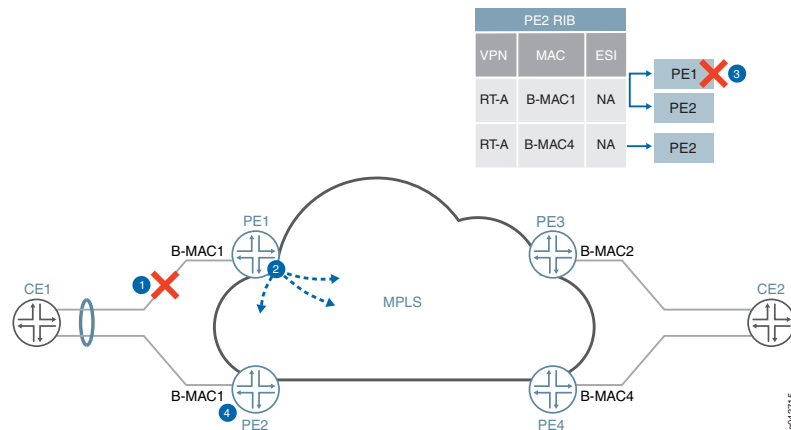 PE2 RIB
VPN MAC ESI
RT-A B-MAC1 NA
RT-A B-MAC4 NA
PE1 3
PE2
PE2
PE1
B-MAC1
1
2
CE1
MPLS
PE3
B-MAC2
CE2
B-MAC1
4
PE2
B-MAC4
PE4